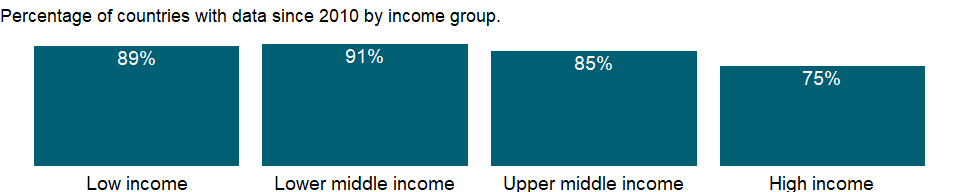 Percentage of countries with data since 2010 by income group.
89% 91% 85% 75%
Low income Lower middle income Upper middle income High income